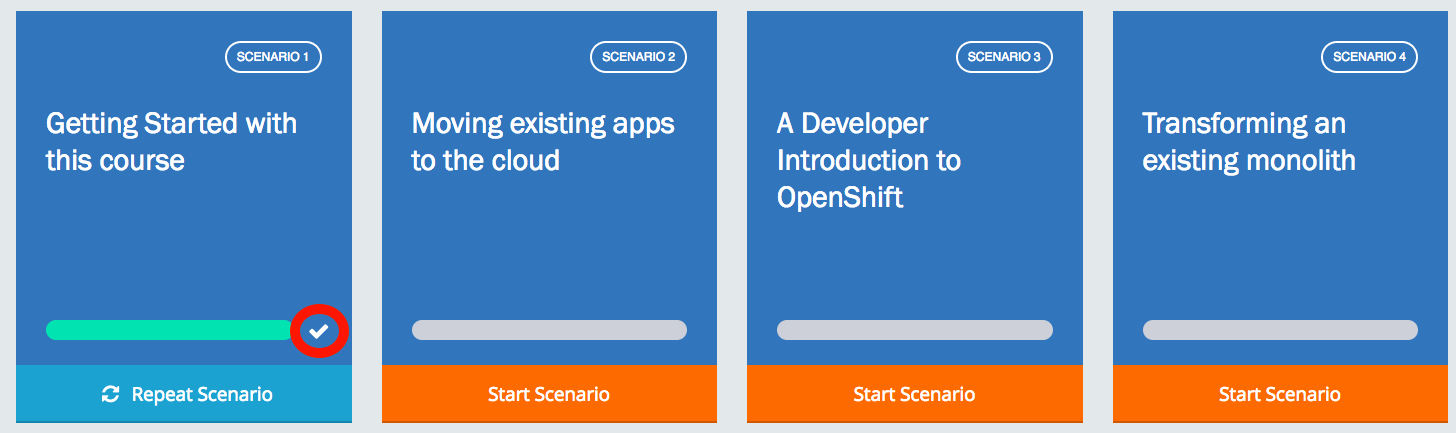 SCENARIO 1
Getting Started with
this course
Repeat Scenario
SCENARIO 2
Moving existing apps
to the cloud
Start Scenario
SCENARIO 3
A Developer
Introduction to
OpenShift
Start Scenario
SCENARIO 4
Transforming an
existing monolith
Start Scenario